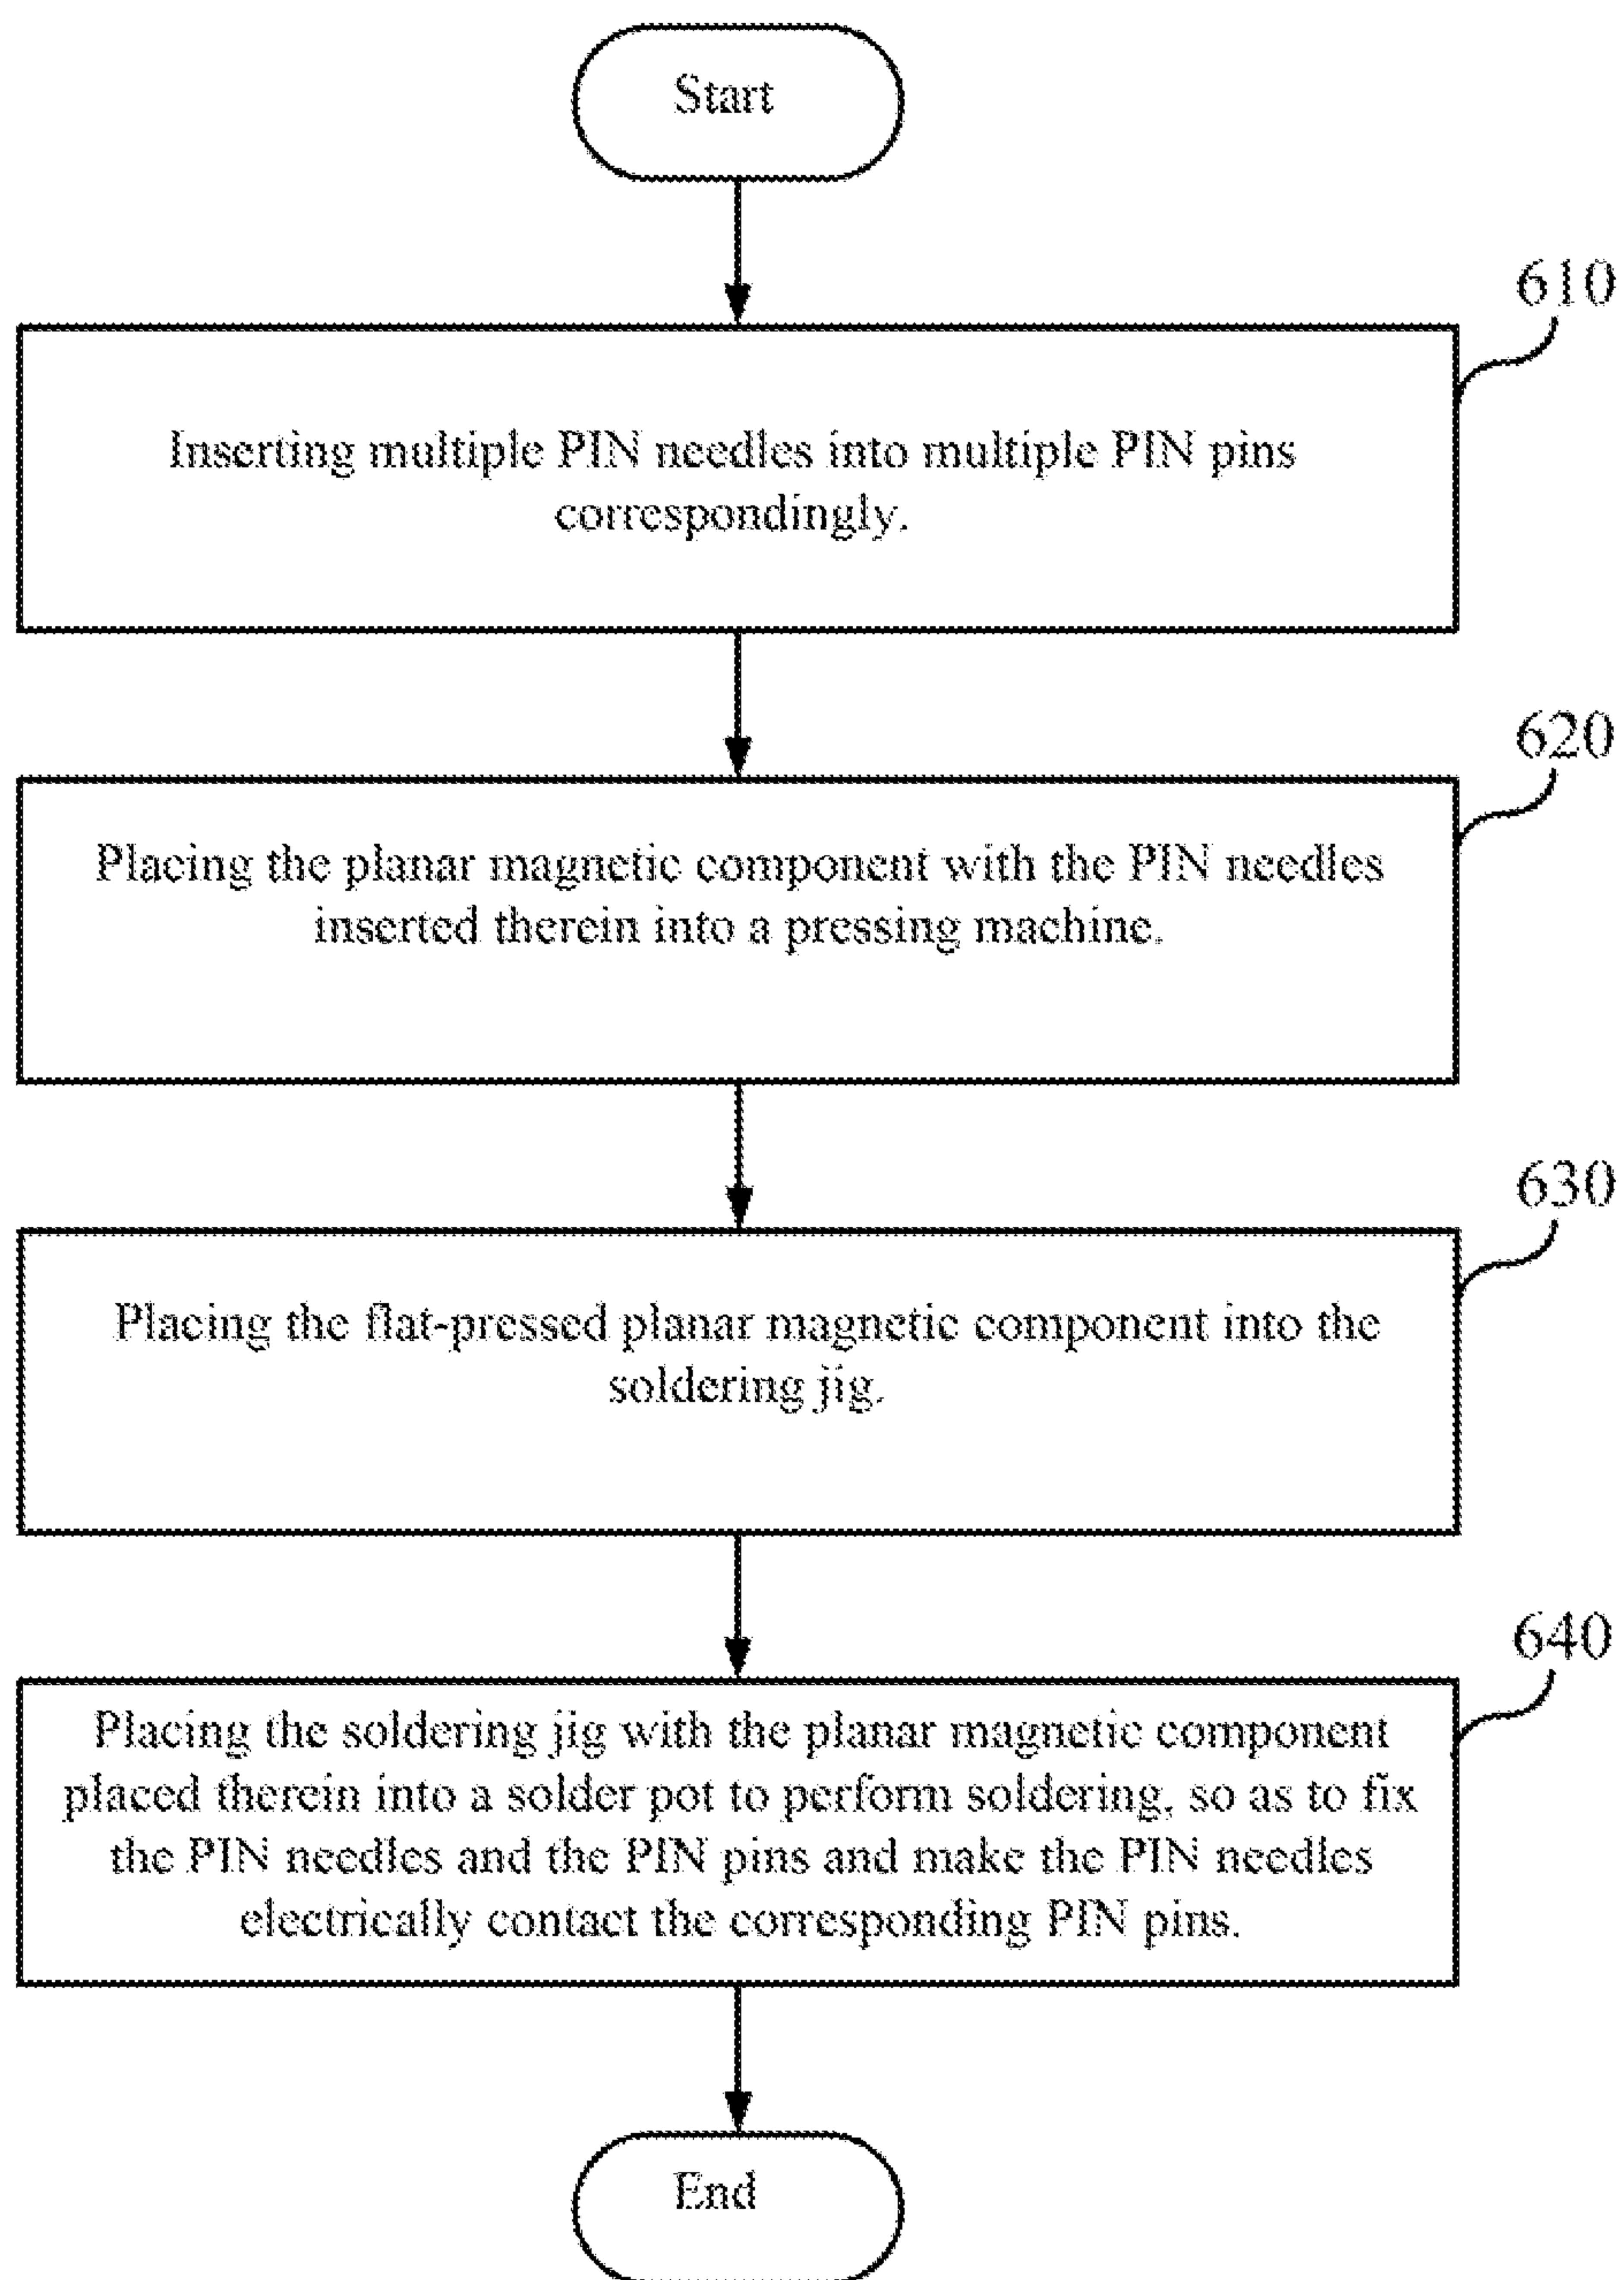 Start
610
Inserting multiple PIN needles into multiple PIN pins
correspondingly.
620
Placing the planar magnetic component with the PIN needles
inserted therein into a pressing machine.
630
Placing the flat-pressed planar magnetic component into the
soldering jig.
640
Placing the soldering jig with the planar magnetic component
placed therein into a solder pot to perform soldering, so as to fix
the PIN needles and the PIN pins and make the PIN needles
electrically contact the corresponding PIN pins.
End